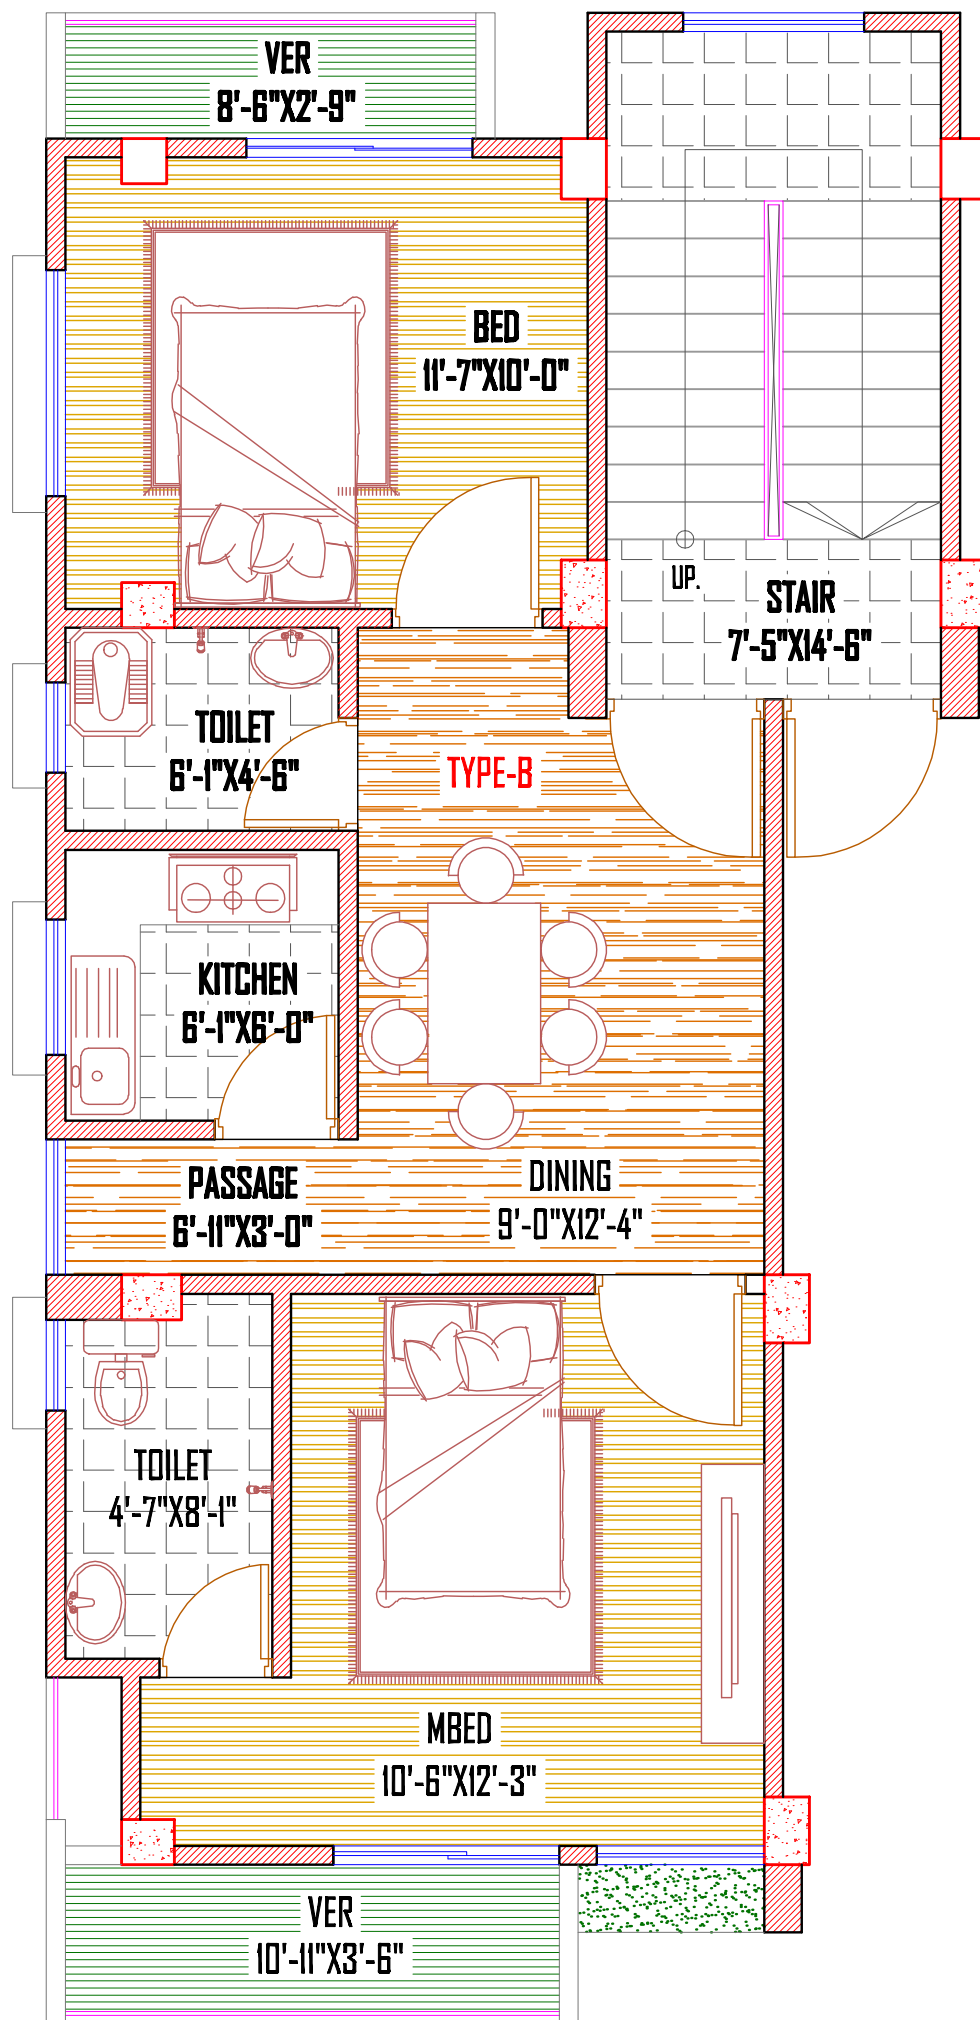 VER
8'-6"X2'-9"
BED
11'-7"X10'-0"
UP.
STAIR
7'-5"X14'-6"
TOILET
6'-1"X4'-6"
TYPE-B
KITCHEN
6'-1"X6'-0"
PASSAGE
6'-11"X3'-0"
DINING
9'-0"X12'-4"
TOILET
4'-7"X8'-1"
MBED
10'-6"X12'-3"
VER
10'-11"X3'-6"